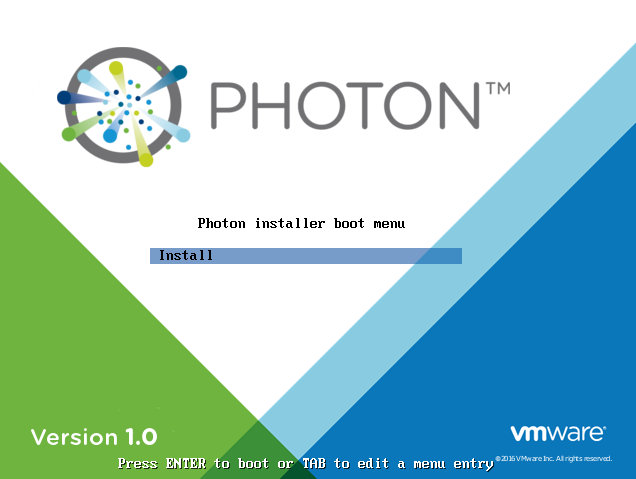 PHOTON™
Photon installer boot menu
Install
Version 1.0
vmware®
©2016 VMware Inc. All rights reserved.
Press ENTER to boot or TAB to edit a menu entry